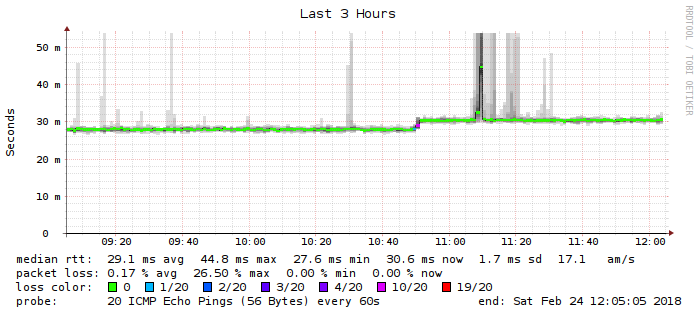 Last 3 Hours
RRDTOOL / TOBI OETIKER
Seconds
50 m
40 m
30 m
20 m
10 m
0
09:20 09:40 10:00 10:20 10:40 11:00 11:20 11:40 12:00
median rtt: 29.1 ms avg 44.8 ms max 27.6 ms min 30.6 ms now 1.7 ms sd 17.1 am/s
packet loss: 0.17 % avg 26.50 % max 0.00 % min 0.00 % now
loss color: 0 1/20 2/20 3/20 4/20 10/20 19/20
probe: 20 ICMP Echo Pings (56 Bytes) every 60s end: Sat Feb 24 12:05:05 2018